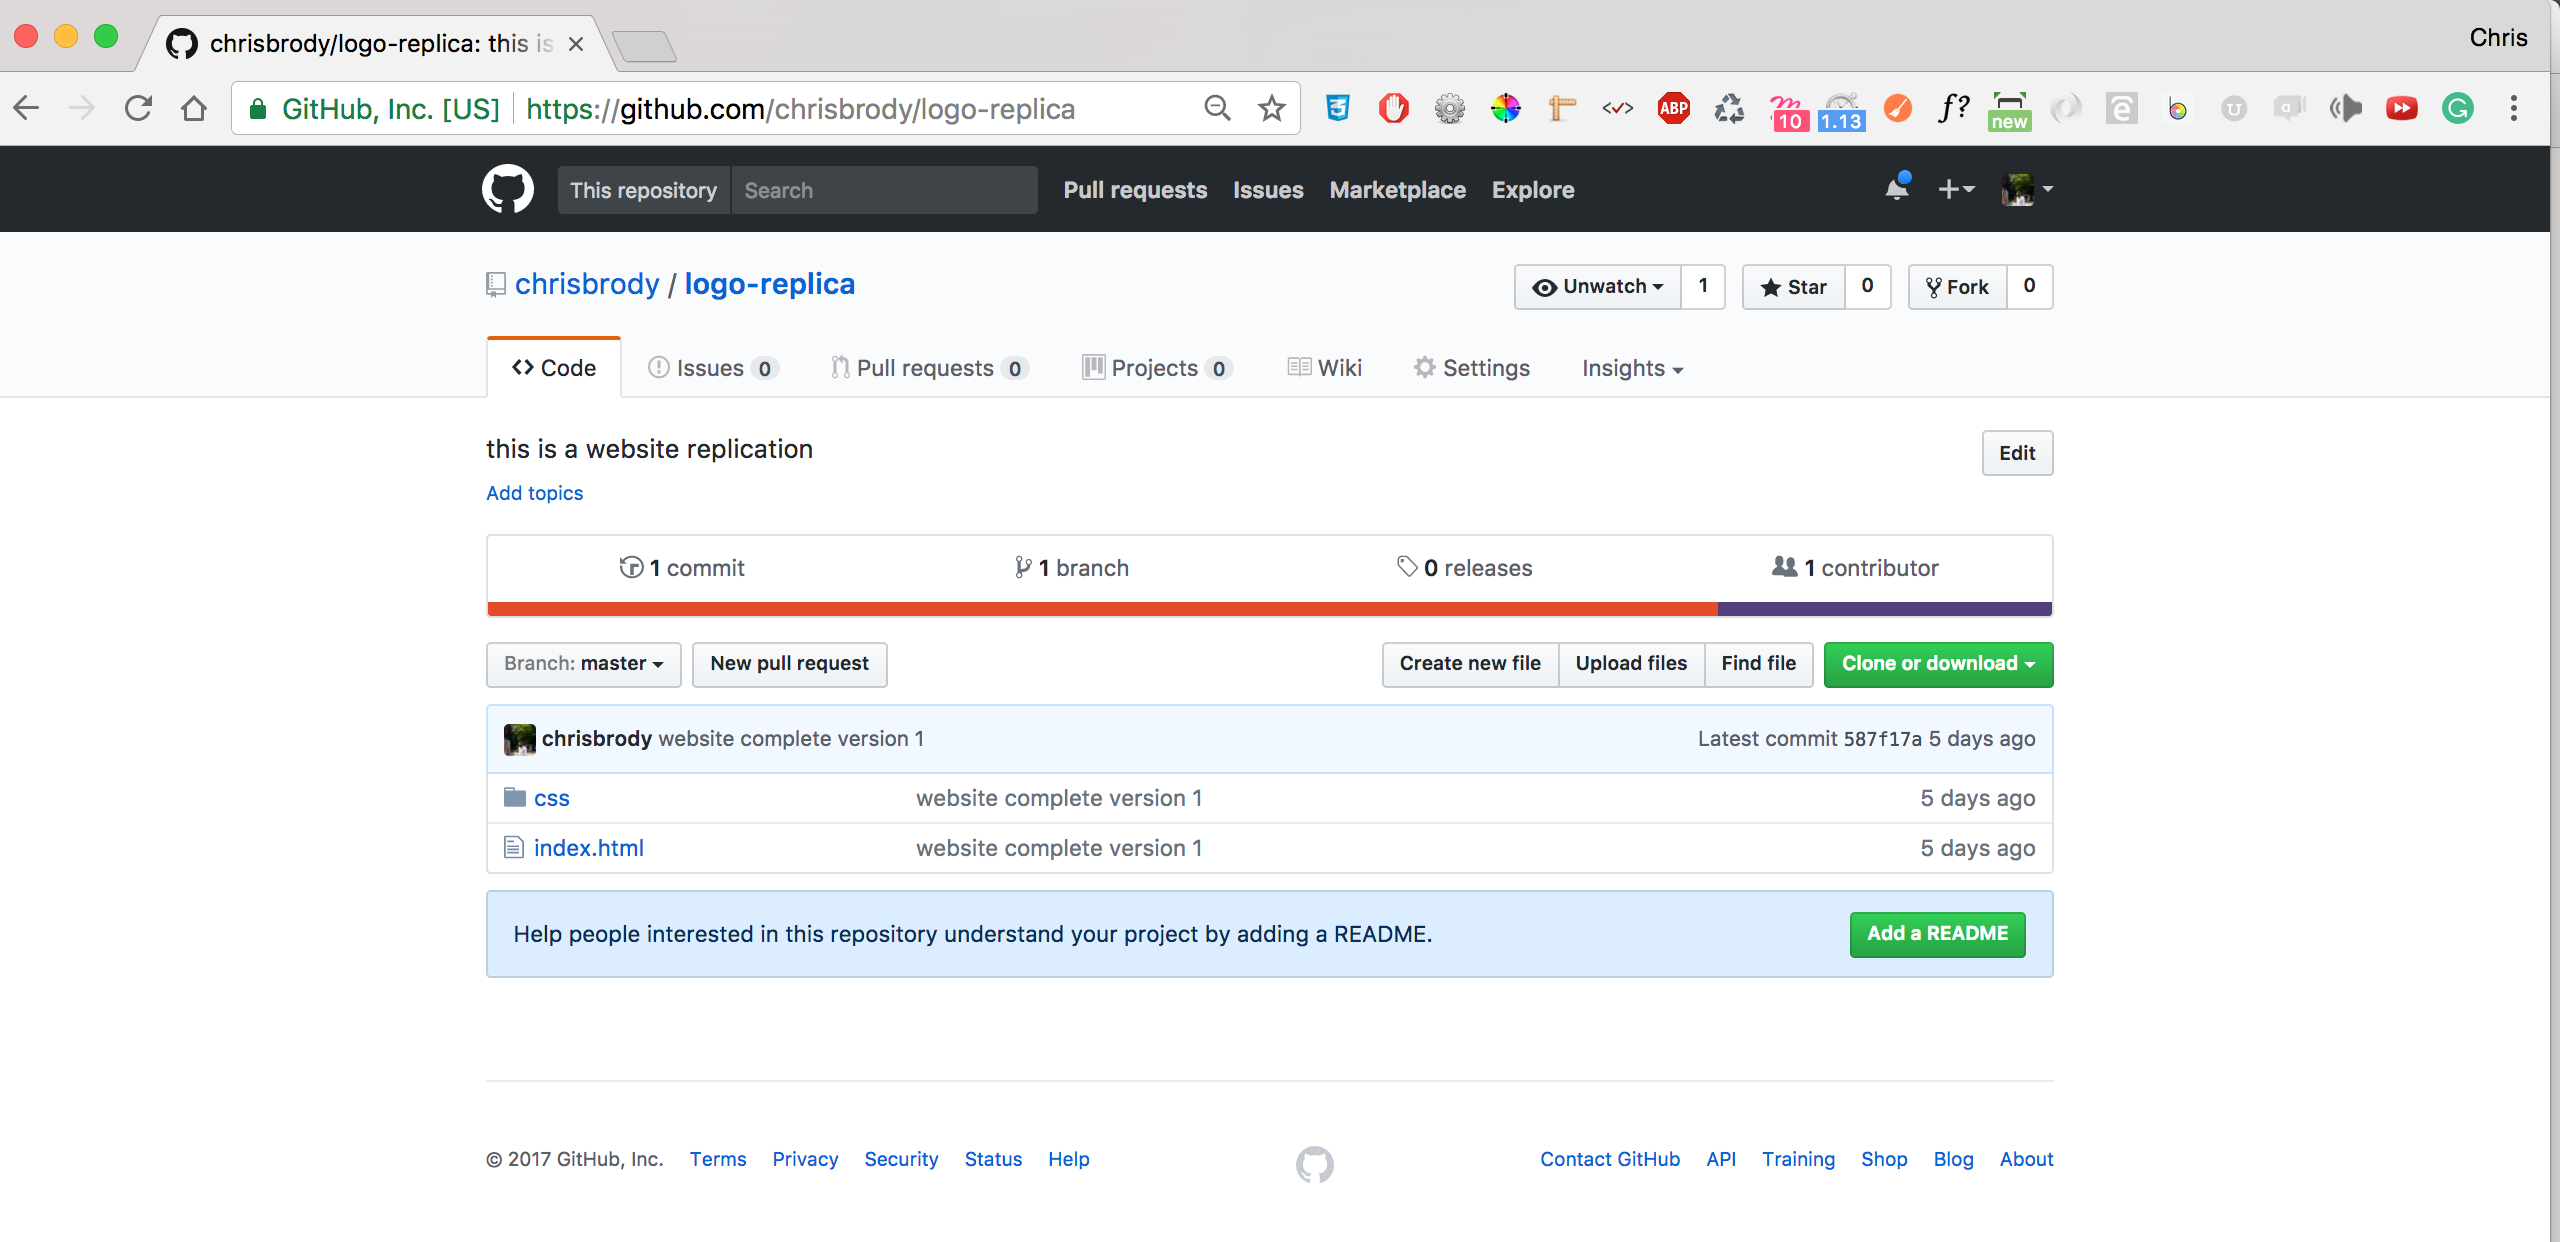 chrisbrody/logo-replica: this is
Chris
GitHub, Inc. [US] https://github.com/chrisbrody/logo-replica
ABP 10 1.13 f? new
This repository Search Pull requests Issues Marketplace Explore
chrisbrody / logo-replica Unwatch 1 Star 0 Fork 0
Code Issues 0 Pull requests 0 Projects 0 Wiki Settings Insights
this is a website replication Edit
Add topics
1 commit 1 branch 0 releases 1 contributor
Branch: master New pull request Create new file Upload files Find file Clone or download
chrisbrody website complete version 1 Latest commit 587f17a 5 days ago
css website complete version 1 5 days ago
index.html website complete version 1 5 days ago
Help people interested in this repository understand your project by adding a README. Add a README
© 2017 GitHub, Inc. Terms Privacy Security Status Help Contact GitHub API Training Shop Blog About